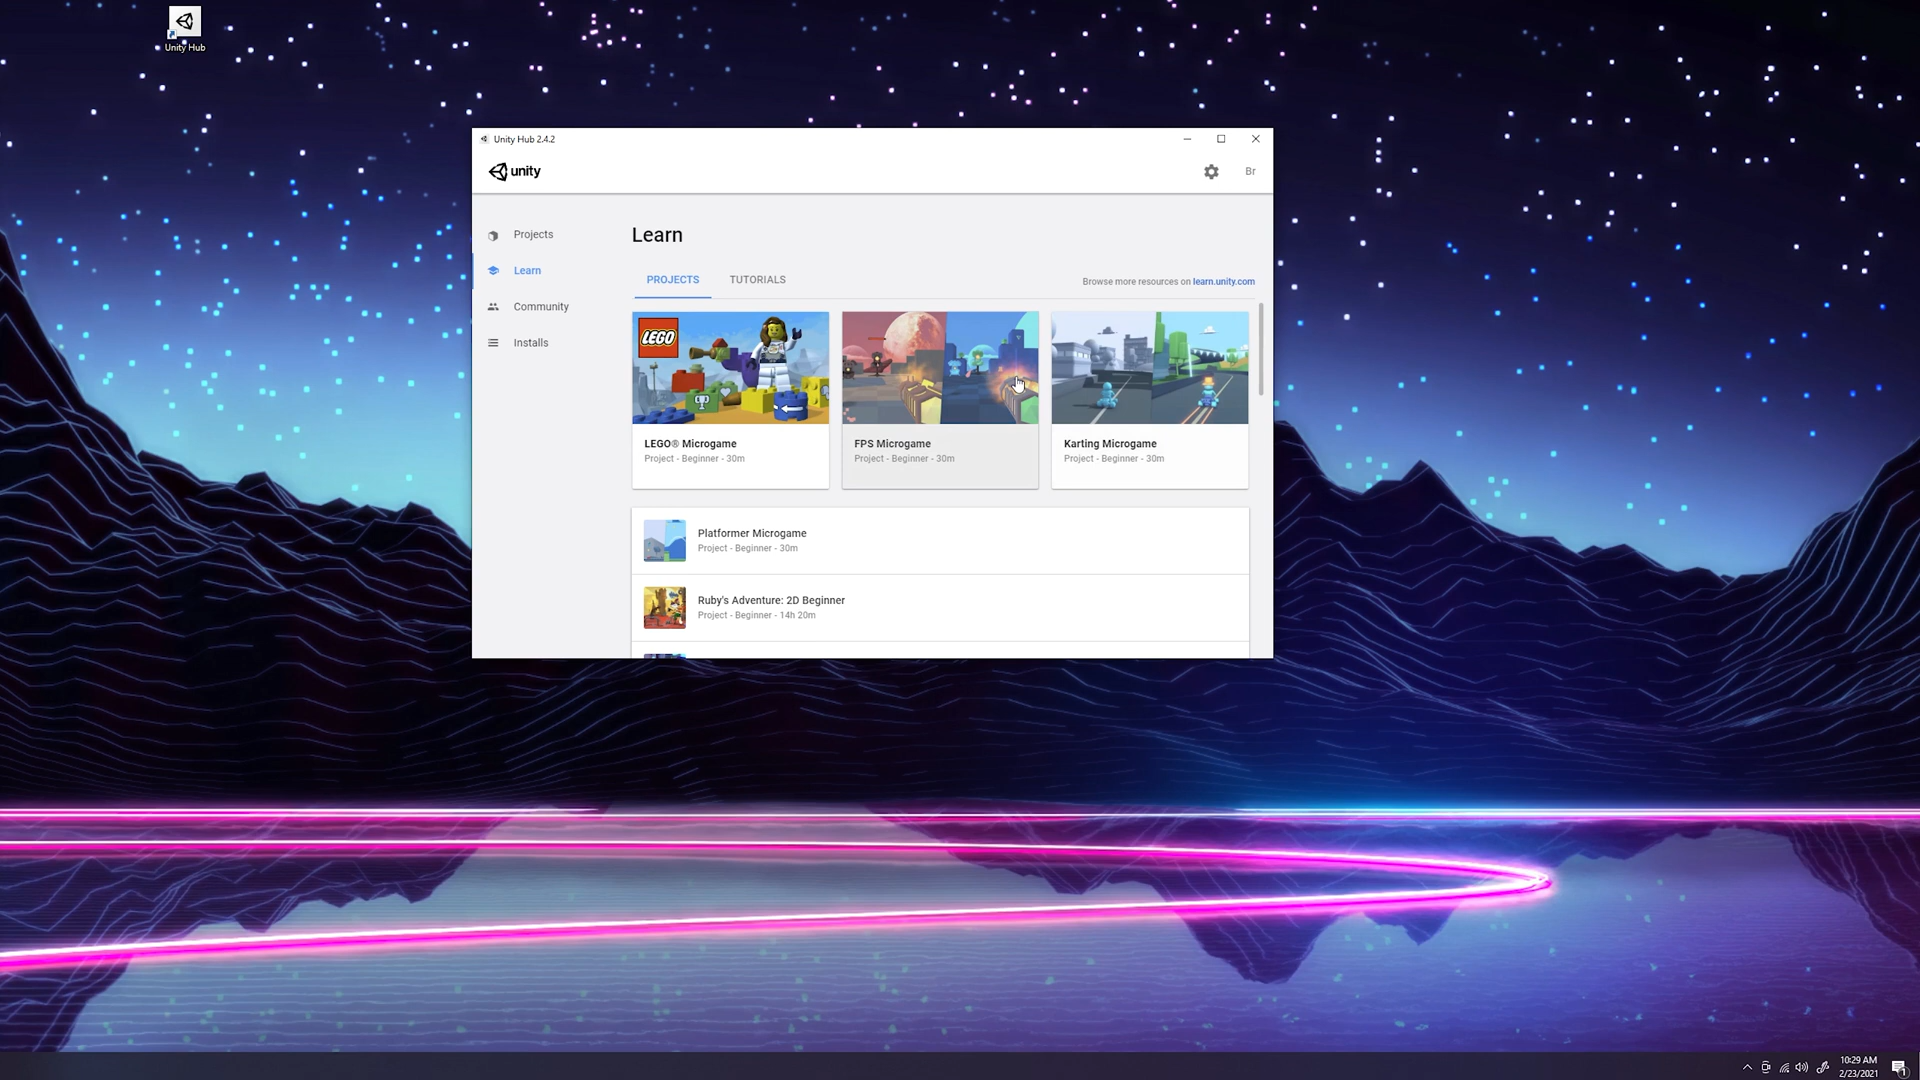 Unity Hub
Unity Hub 2.4.2
unity
Br
Projects
Learn
Community
Installs
Learn
PROJECTS
TUTORIALS
Browse more resources on learn.unity.com
LEGO
LEGO® Microgame
Project - Beginner - 30m
FPS Microgame
Project - Beginner - 30m
Karting Microgame
Project - Beginner - 30m
Platformer Microgame
Project - Beginner - 30m
Ruby's Adventure: 2D Beginner
Project - Beginner - 14h 20m
10:29 AM
2/23/2021
1